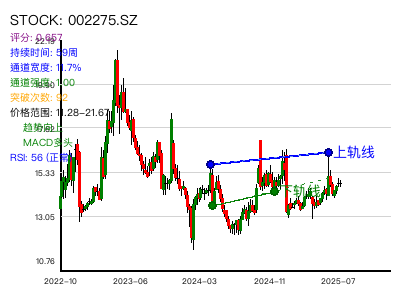 STOCK: 002275.SZ
评分: 0.657
22.19
持续时间: 59周
通道宽度: 11.7%
通道强度: 1.00
突破次数: 92
价格范围: 11.28-21.67
趋势向上
MACD多头
RSI: 56 (正常)
上轨线
下轨线
15.33
13.05
10.76
2022-10
2023-06
2024-03
2024-11
2025-07